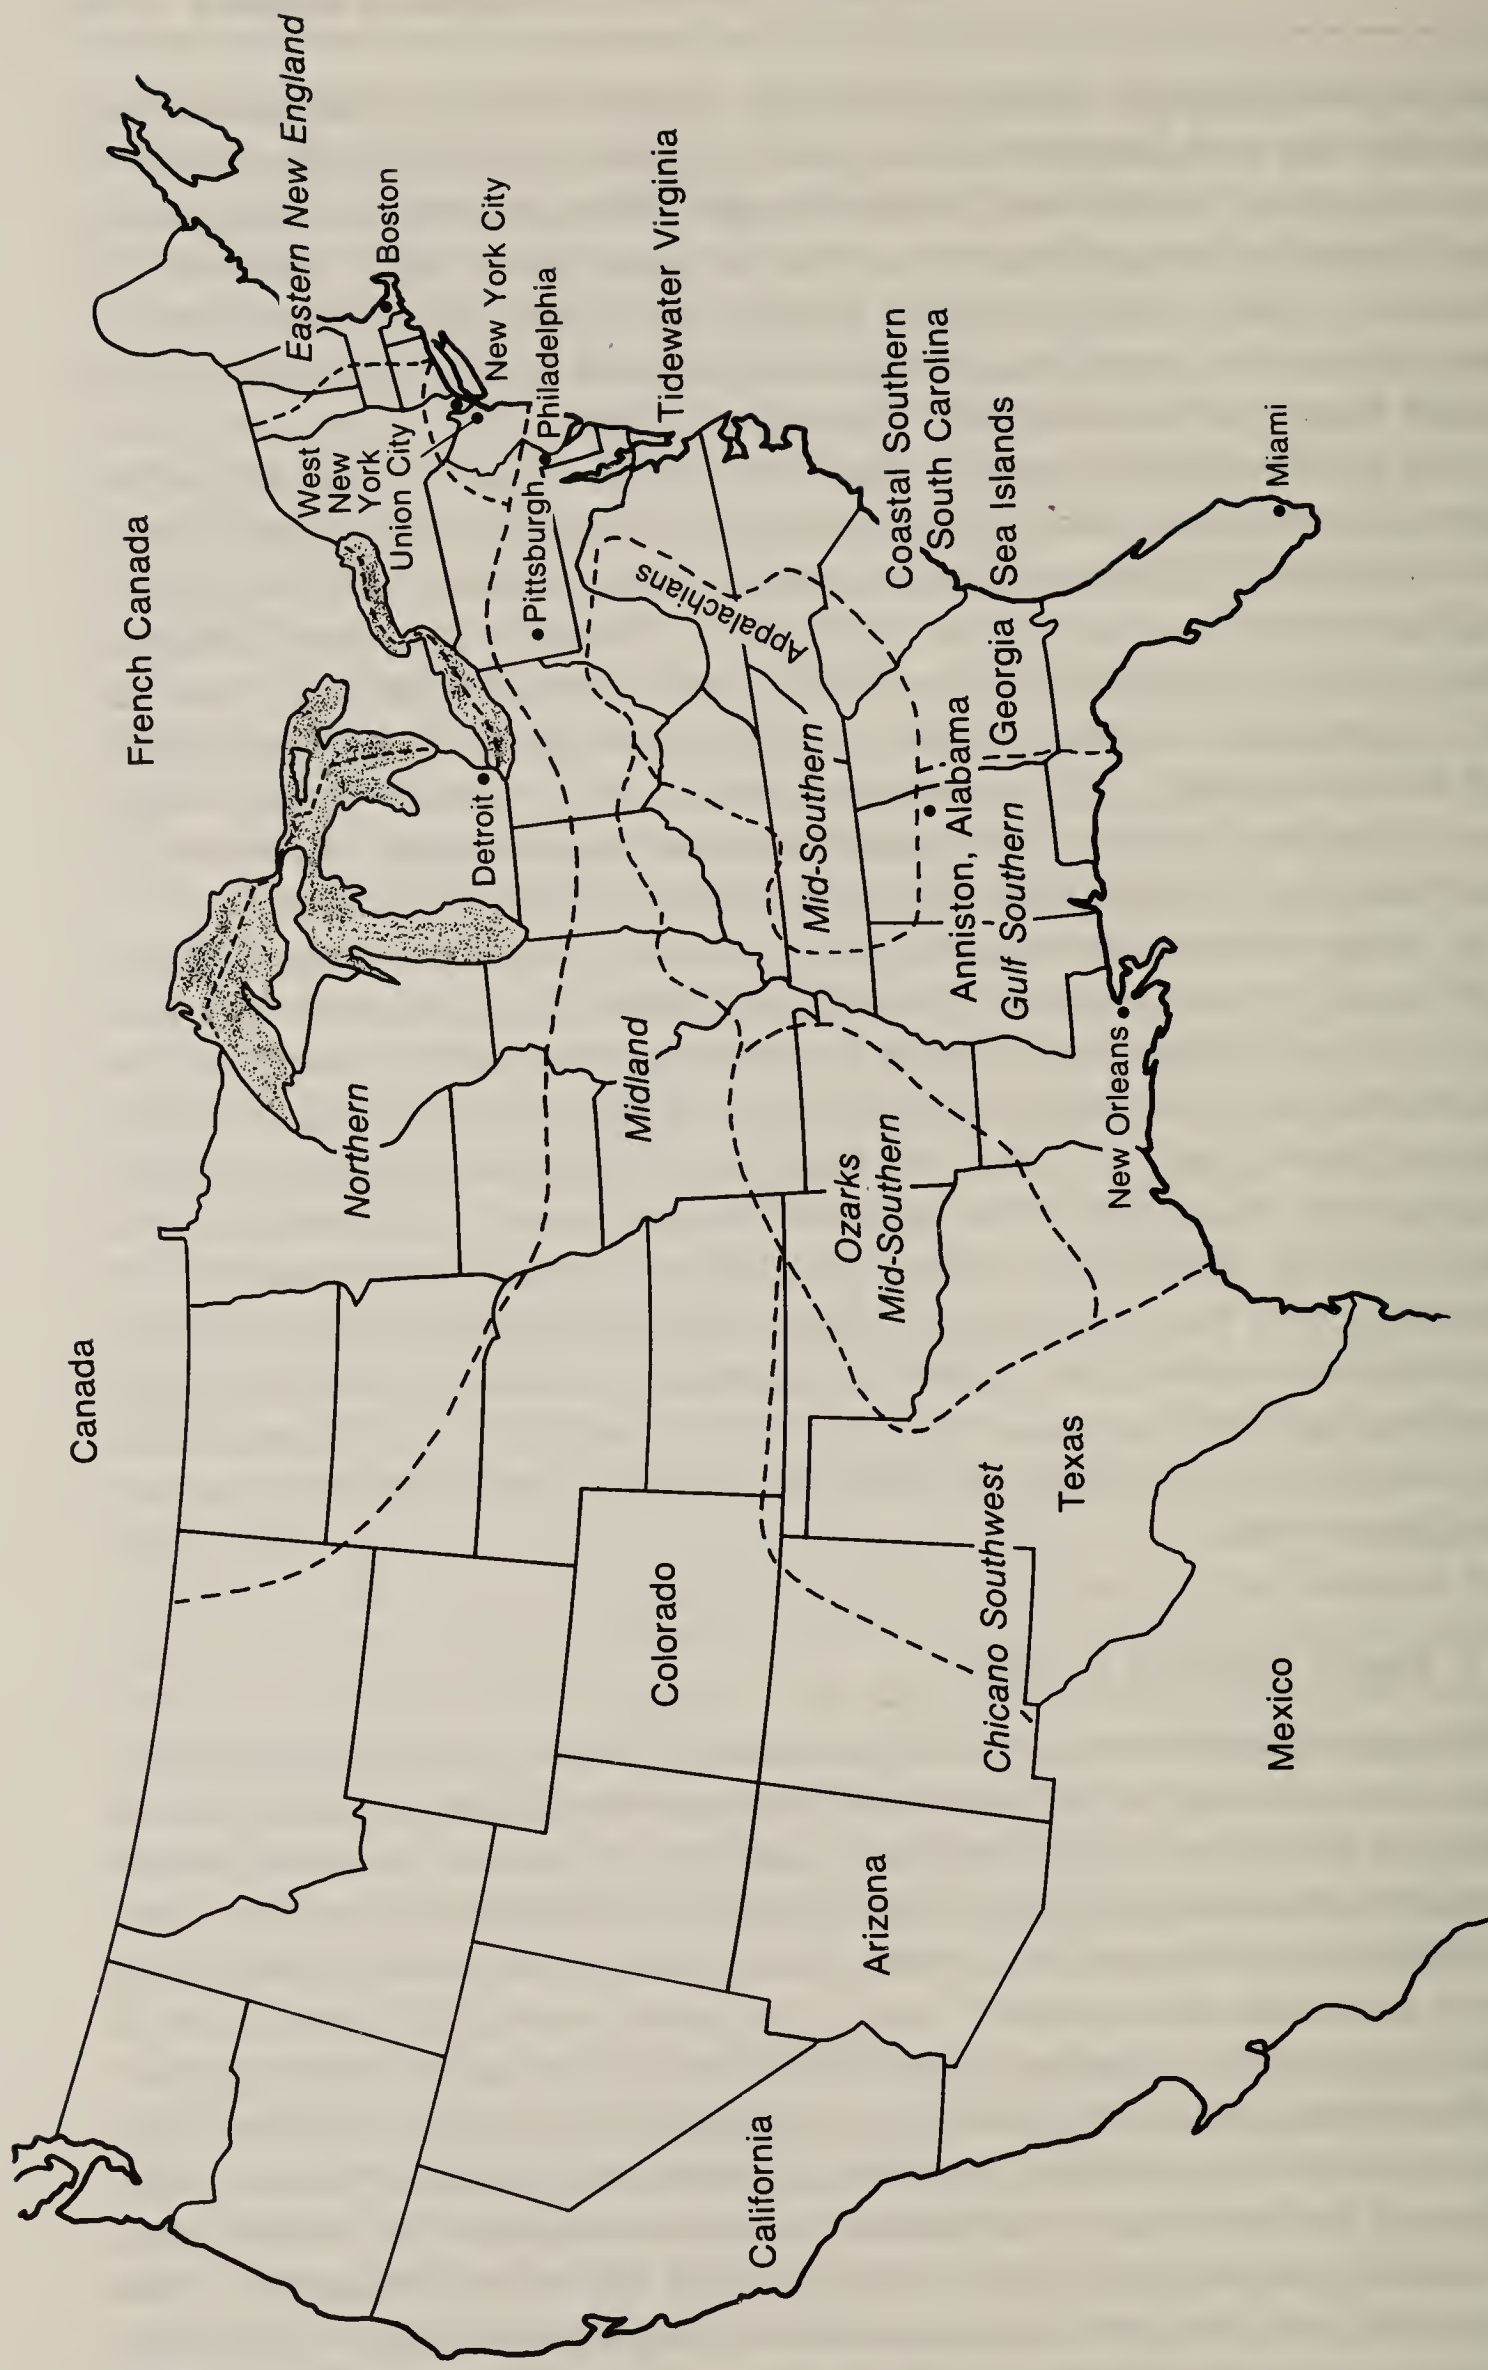 Canada
French Canada
Eastern New England
Boston
West
New
York
Union City
New York City
Philadelphia
Pittsburgh
Tidewater Virginia
Detroit
Northern
Midland
Appalachians
Mid-Southern
Coastal Southern
South Carolina
Sea Islands
Georgia
Anniston, Alabama
Gulf Southern
Miami
New Orleans
Ozarks
Mid-Southern
Colorado
Texas
Chicano Southwest
Arizona
California
Mexico